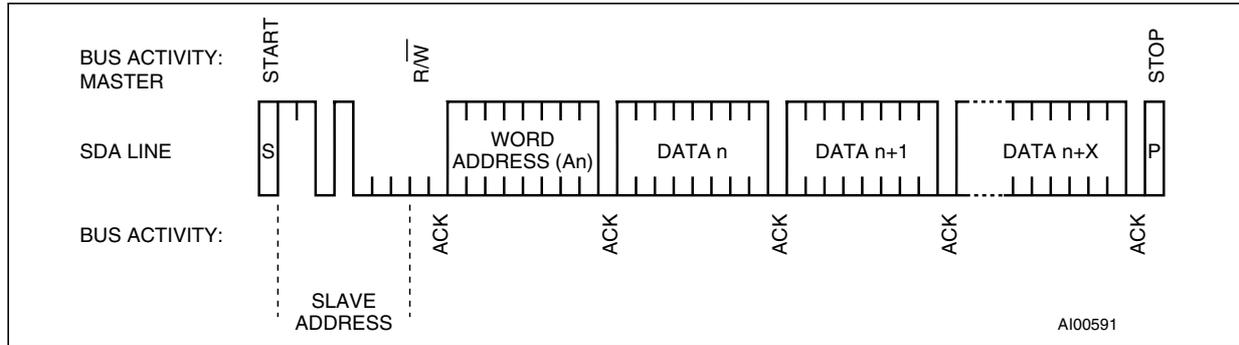 BUS ACTIVITY:
MASTER
START
R/W
STOP
SDA LINE
S
WORD
ADDRESS (An)
DATA n
DATA n+1
DATA n+X
P
BUS ACTIVITY:
ACK
ACK
ACK
ACK
ACK
SLAVE
ADDRESS
AI00591